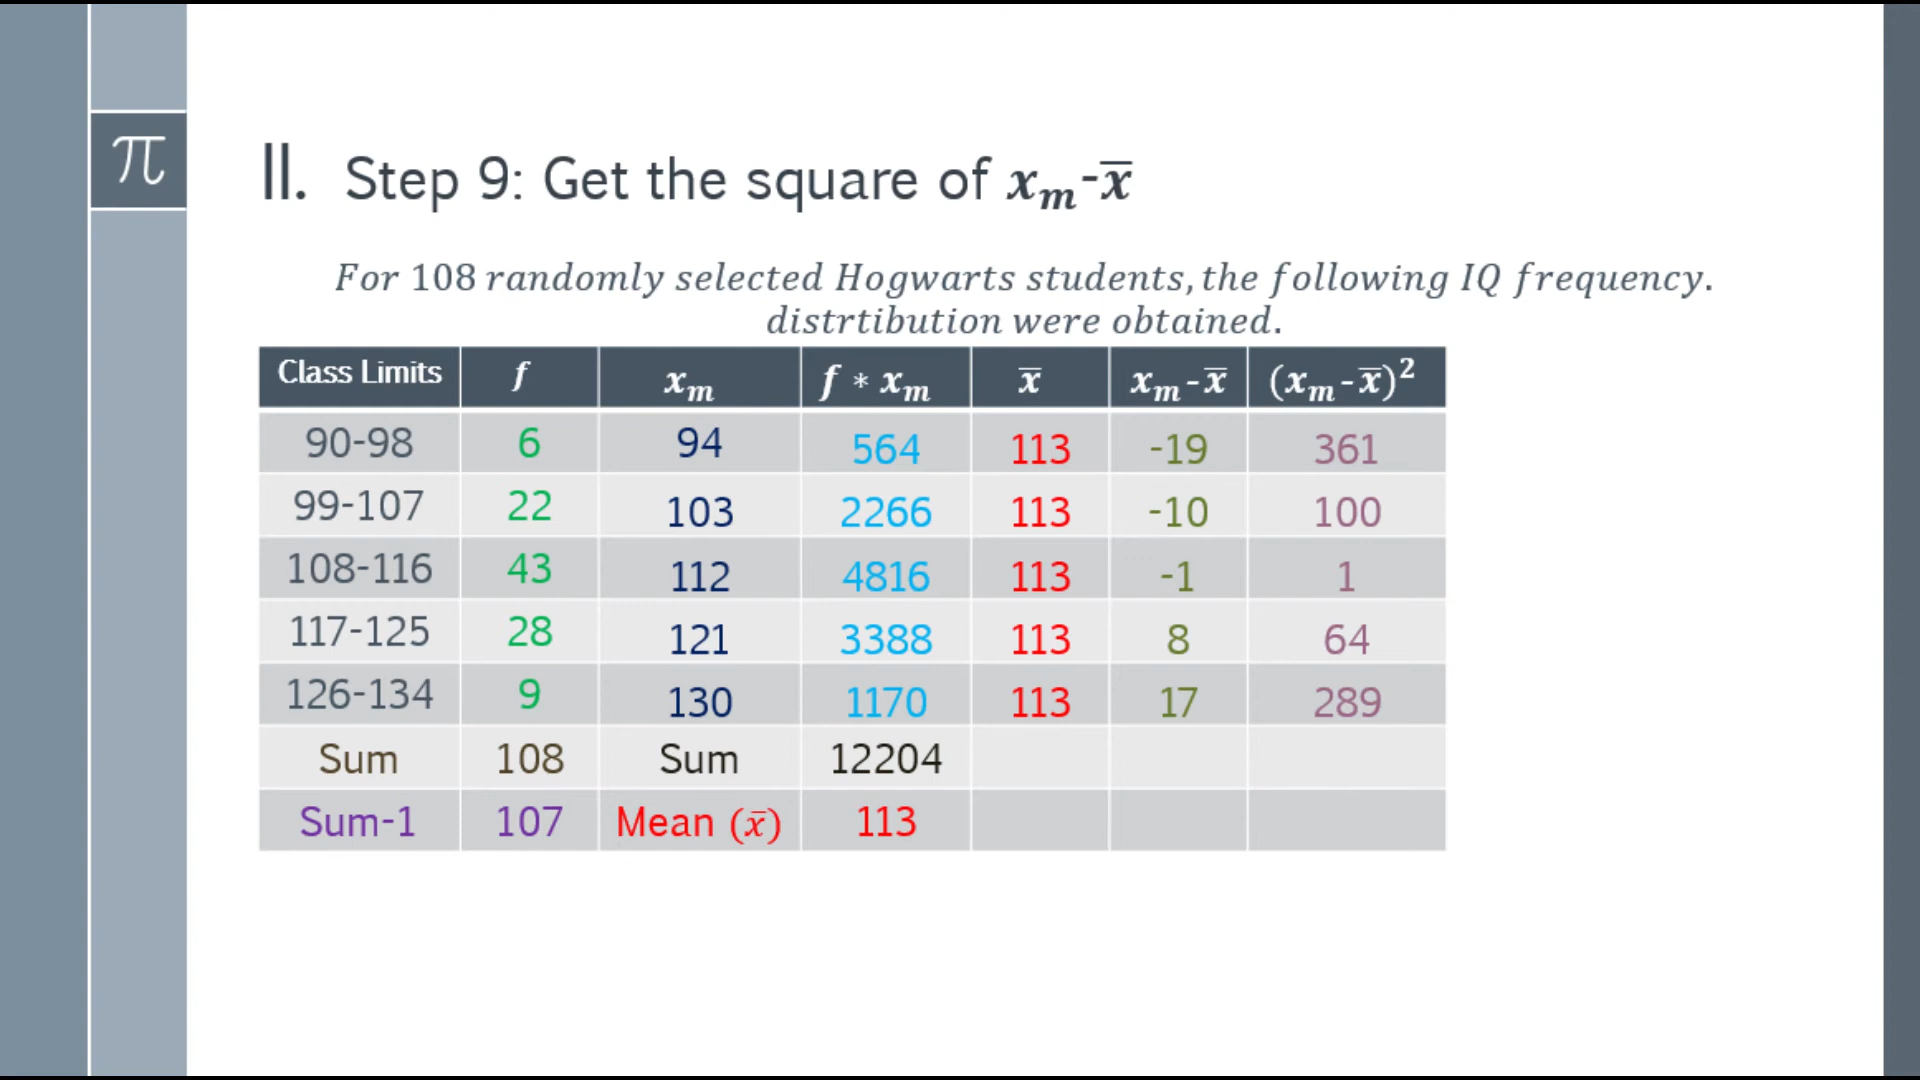 π
II. Step 9: Get the square of xₘ-x̅
For 108 randomly selected Hogwarts students, the following IQ frequency.
distrtibution were obtained.
Class Limits f xₘ f * xₘ x̅ xₘ-x̅ (xₘ-x̅)²
90-98 6 94 564 113 -19 361
99-107 22 103 2266 113 -10 100
108-116 43 112 4816 113 -1 1
117-125 28 121 3388 113 8 64
126-134 9 130 1170 113 17 289
Sum 108 Sum 12204
Sum-1 107 Mean (x̅) 113